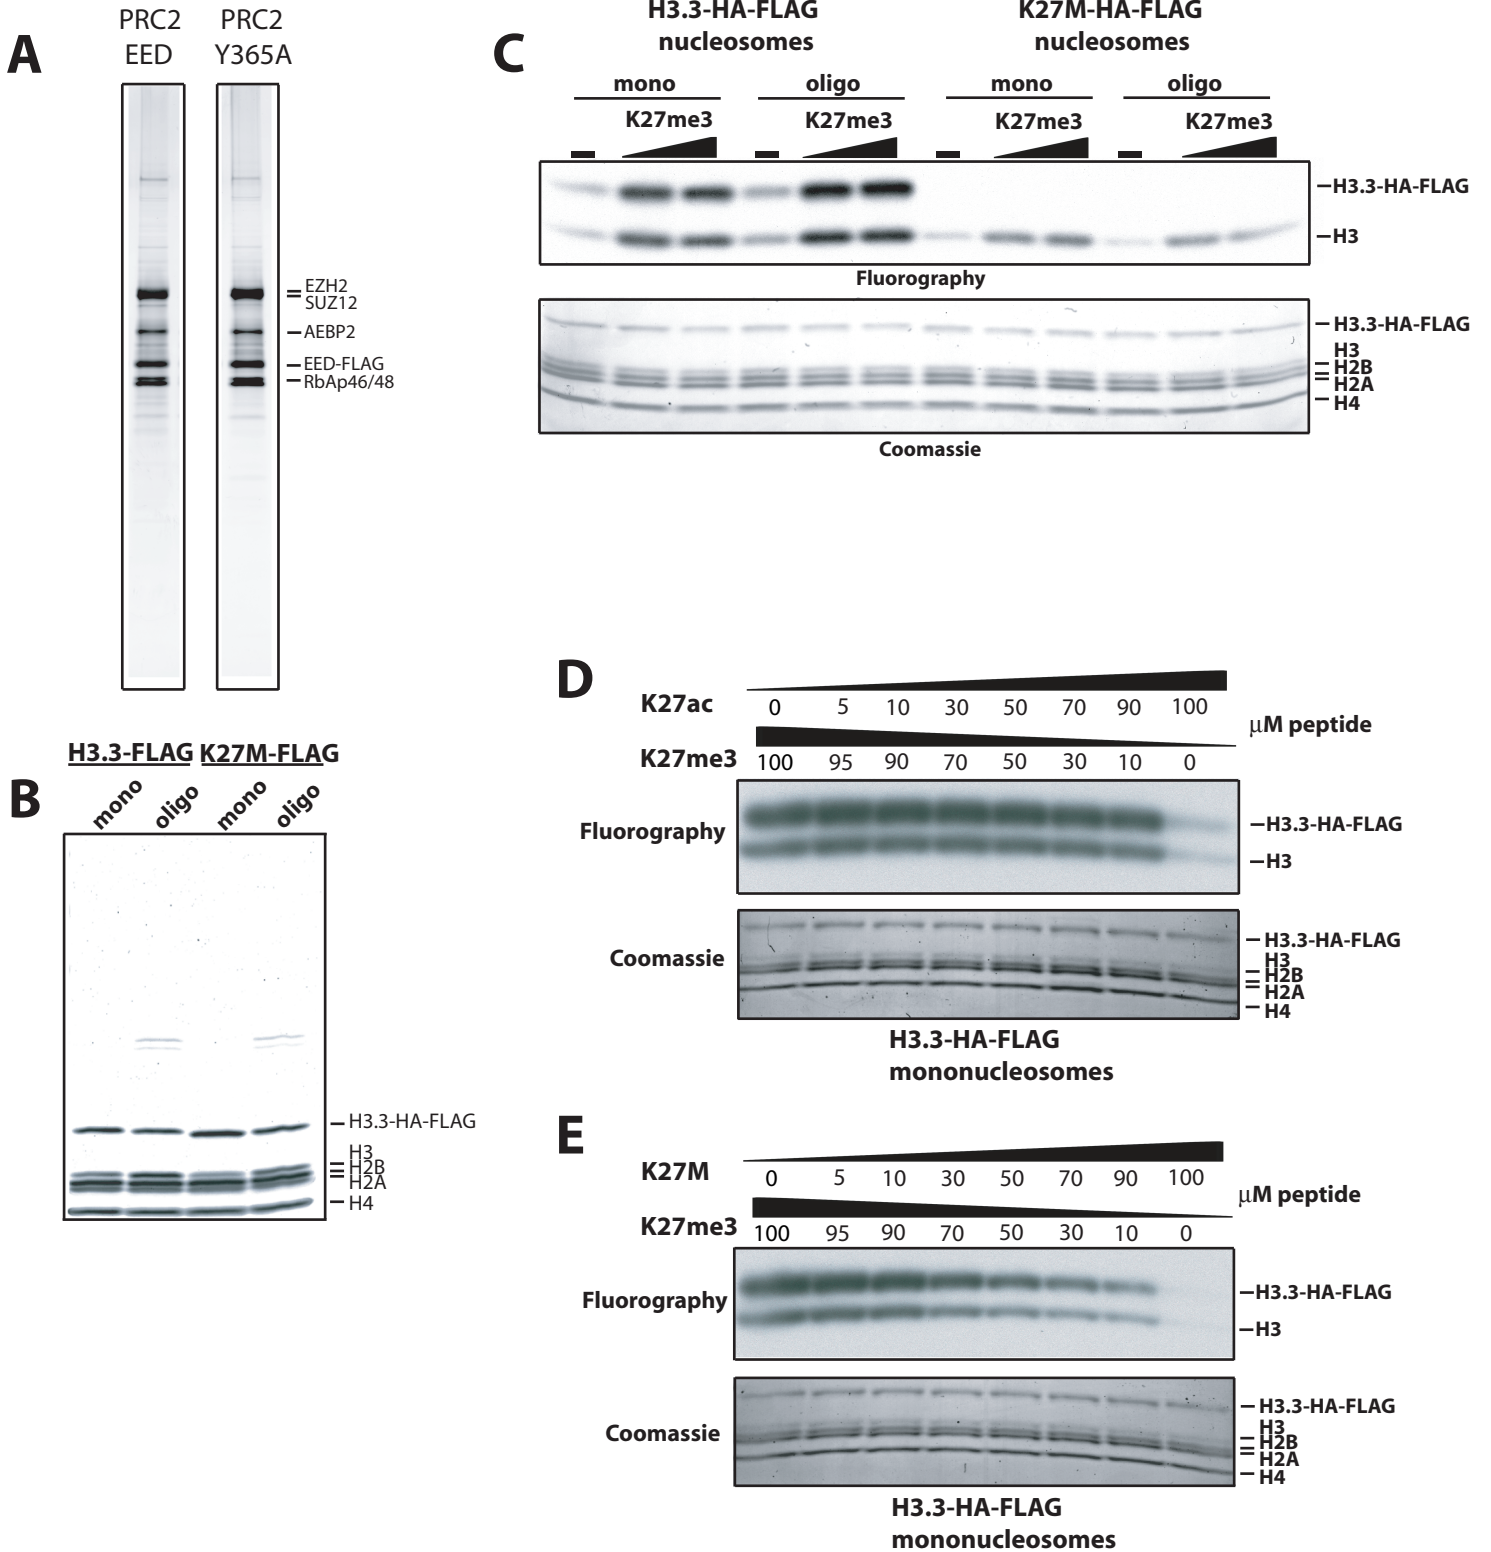 A
PRC2 PRC2
EED Y365A
EZH2
SUZ12
AEBP2
EED-FLAG
RbAp46/48
B
H3.3-FLAG K27M-FLAG
mono oligo mono oligo
H3.3-HA-FLAG
H3
H2B
H2A
H4
C
H3.3-HA-FLAG K27M-HA-FLAG
nucleosomes nucleosomes
mono oligo mono oligo
K27me3 K27me3 K27me3 K27me3
H3.3-HA-FLAG
H3
Fluorography
H3.3-HA-FLAG
H3
H2B
H2A
H4
Coomassie
D
K27ac 0 5 10 30 50 70 90 100
μM peptide
K27me3 100 95 90 70 50 30 10 0
Fluorography
H3.3-HA-FLAG
H3
Coomassie
H3.3-HA-FLAG
H3
H2B
H2A
H4
H3.3-HA-FLAG
mononucleosomes
E
K27M 0 5 10 30 50 70 90 100
μM peptide
K27me3 100 95 90 70 50 30 10 0
Fluorography
H3.3-HA-FLAG
H3
Coomassie
H3.3-HA-FLAG
H3
H2B
H2A
H4
H3.3-HA-FLAG
mononucleosomes